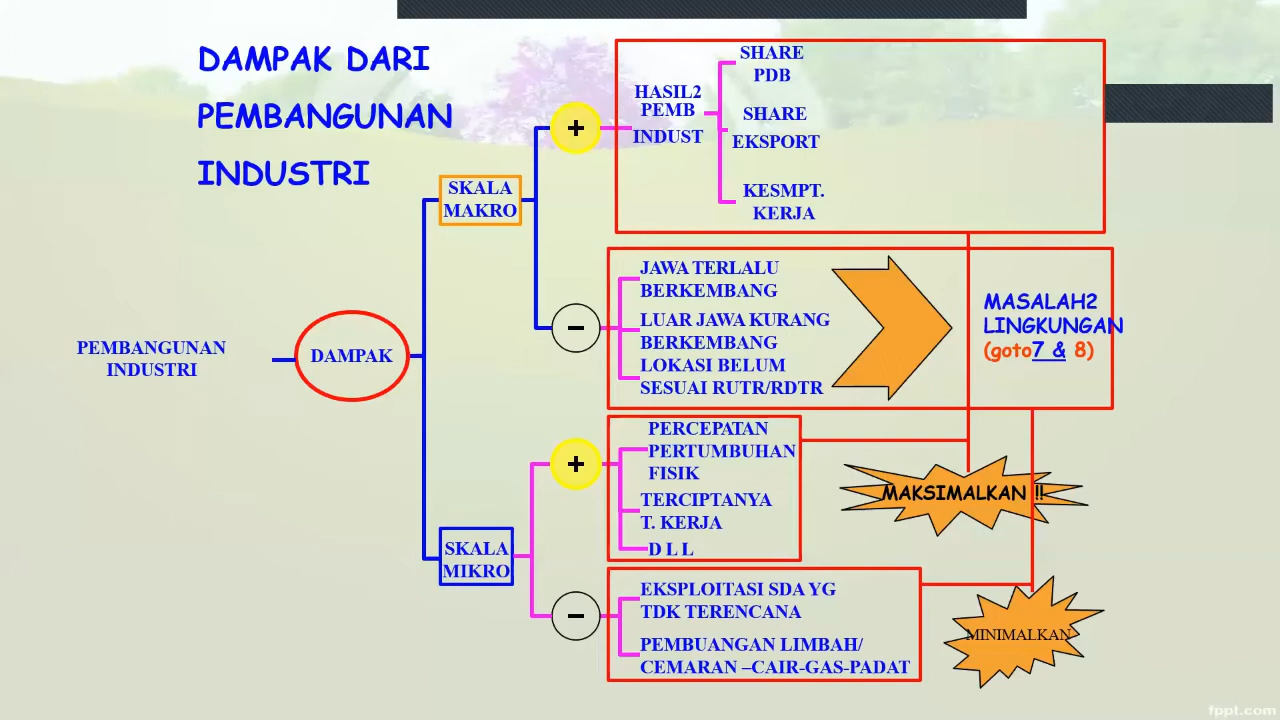 DAMPAK DARI
PEMBANGUNAN
INDUSTRI
PEMBANGUNAN
INDUSTRI
DAMPAK
SKALA
MAKRO
+
HASIL2
PEMB
INDUST
SHARE
PDB
SHARE
EKSPORT
KESMPT.
KERJA
–
JAWA TERLALU
BERKEMBANG
LUAR JAWA KURANG
BERKEMBANG
LOKASI BELUM
SESUAI RUTR/RDTR
MASALAH2
LINGKUNGAN
(goto7 & 8)
SKALA
MIKRO
+
PERCEPATAN
PERTUMBUHAN
FISIK
TERCIPTANYA
T. KERJA
D L L
MAKSIMALKAN !!
–
EKSPLOITASI SDA YG
TDK TERENCANA
PEMBUANGAN LIMBAH/
CEMARAN –CAIR-GAS-PADAT
MINIMALKAN
fppt.com